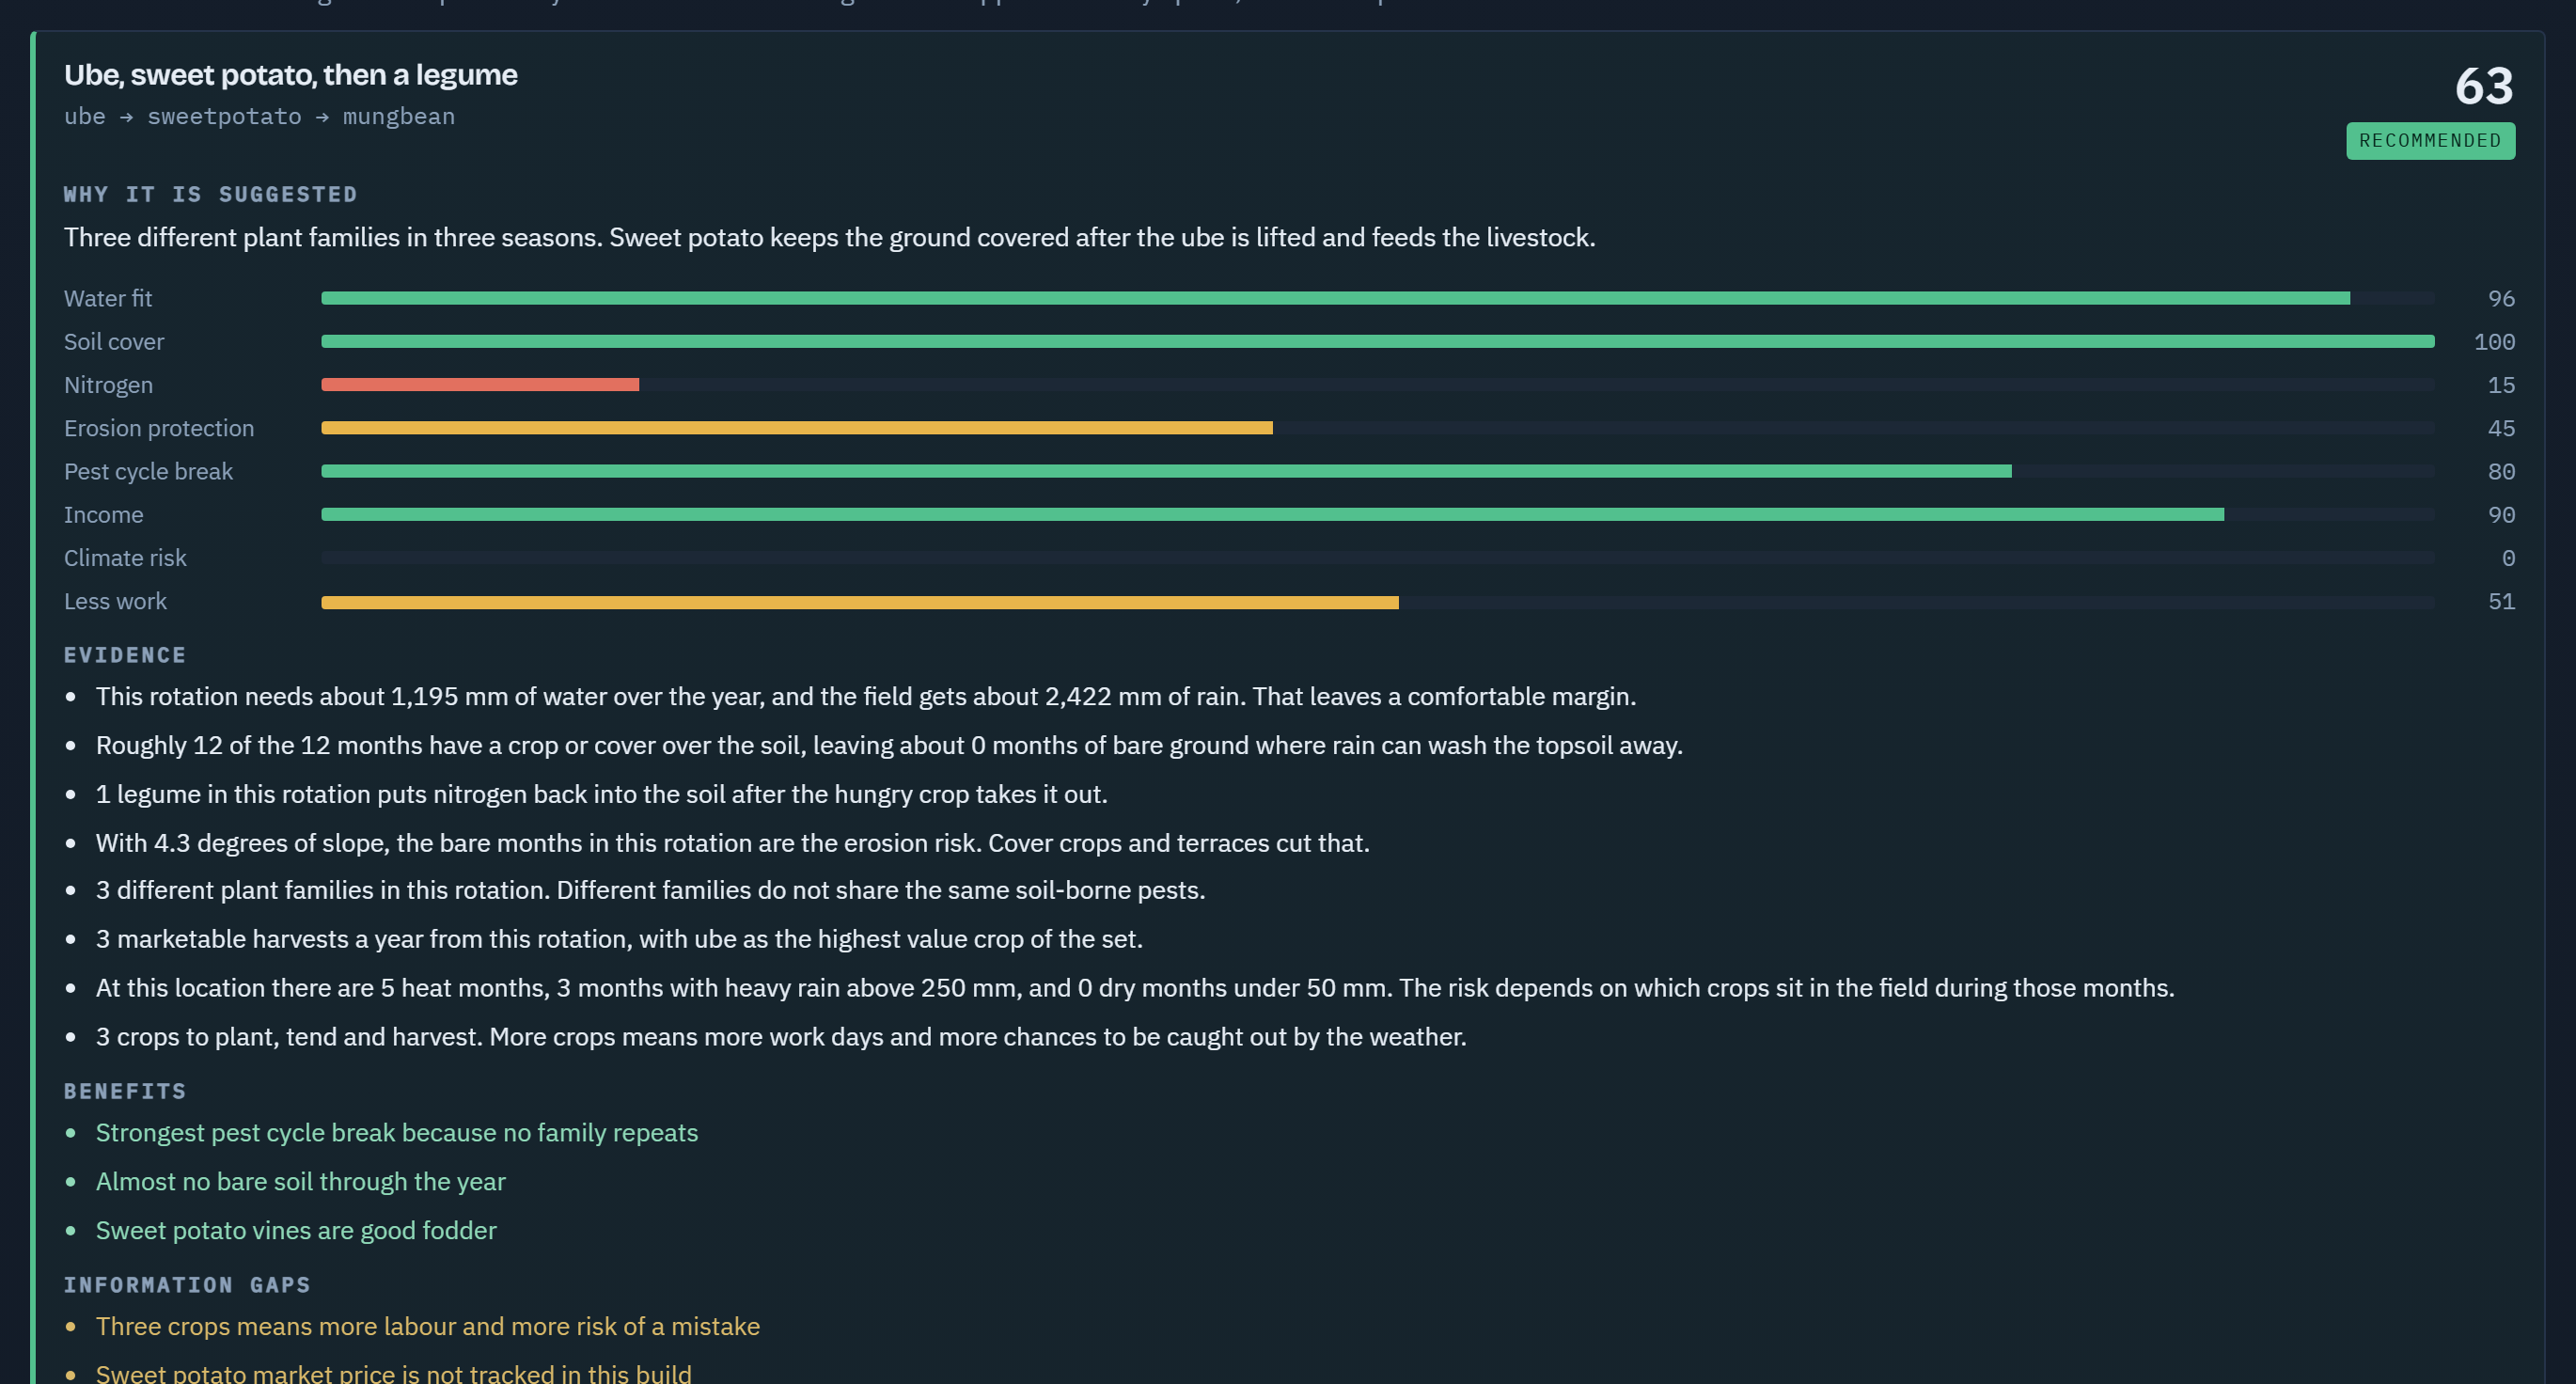 Ube, sweet potato, then a legume
63
ube → sweetpotato → mungbean
RECOMMENDED
WHY IT IS SUGGESTED
Three different plant families in three seasons. Sweet potato keeps the ground covered after the ube is lifted and feeds the livestock.
Water fit 96
Soil cover 100
Nitrogen 15
Erosion protection 45
Pest cycle break 80
Income 90
Climate risk 0
Less work 51
EVIDENCE
• This rotation needs about 1,195 mm of water over the year, and the field gets about 2,422 mm of rain. That leaves a comfortable margin.
• Roughly 12 of the 12 months have a crop or cover over the soil, leaving about 0 months of bare ground where rain can wash the topsoil away.
• 1 legume in this rotation puts nitrogen back into the soil after the hungry crop takes it out.
• With 4.3 degrees of slope, the bare months in this rotation are the erosion risk. Cover crops and terraces cut that.
• 3 different plant families in this rotation. Different families do not share the same soil-borne pests.
• 3 marketable harvests a year from this rotation, with ube as the highest value crop of the set.
• At this location there are 5 heat months, 3 months with heavy rain above 250 mm, and 0 dry months under 50 mm. The risk depends on which crops sit in the field during those months.
• 3 crops to plant, tend and harvest. More crops means more work days and more chances to be caught out by the weather.
BENEFITS
• Strongest pest cycle break because no family repeats
• Almost no bare soil through the year
• Sweet potato vines are good fodder
INFORMATION GAPS
• Three crops means more labour and more risk of a mistake
• Sweet potato market price is not tracked in this build